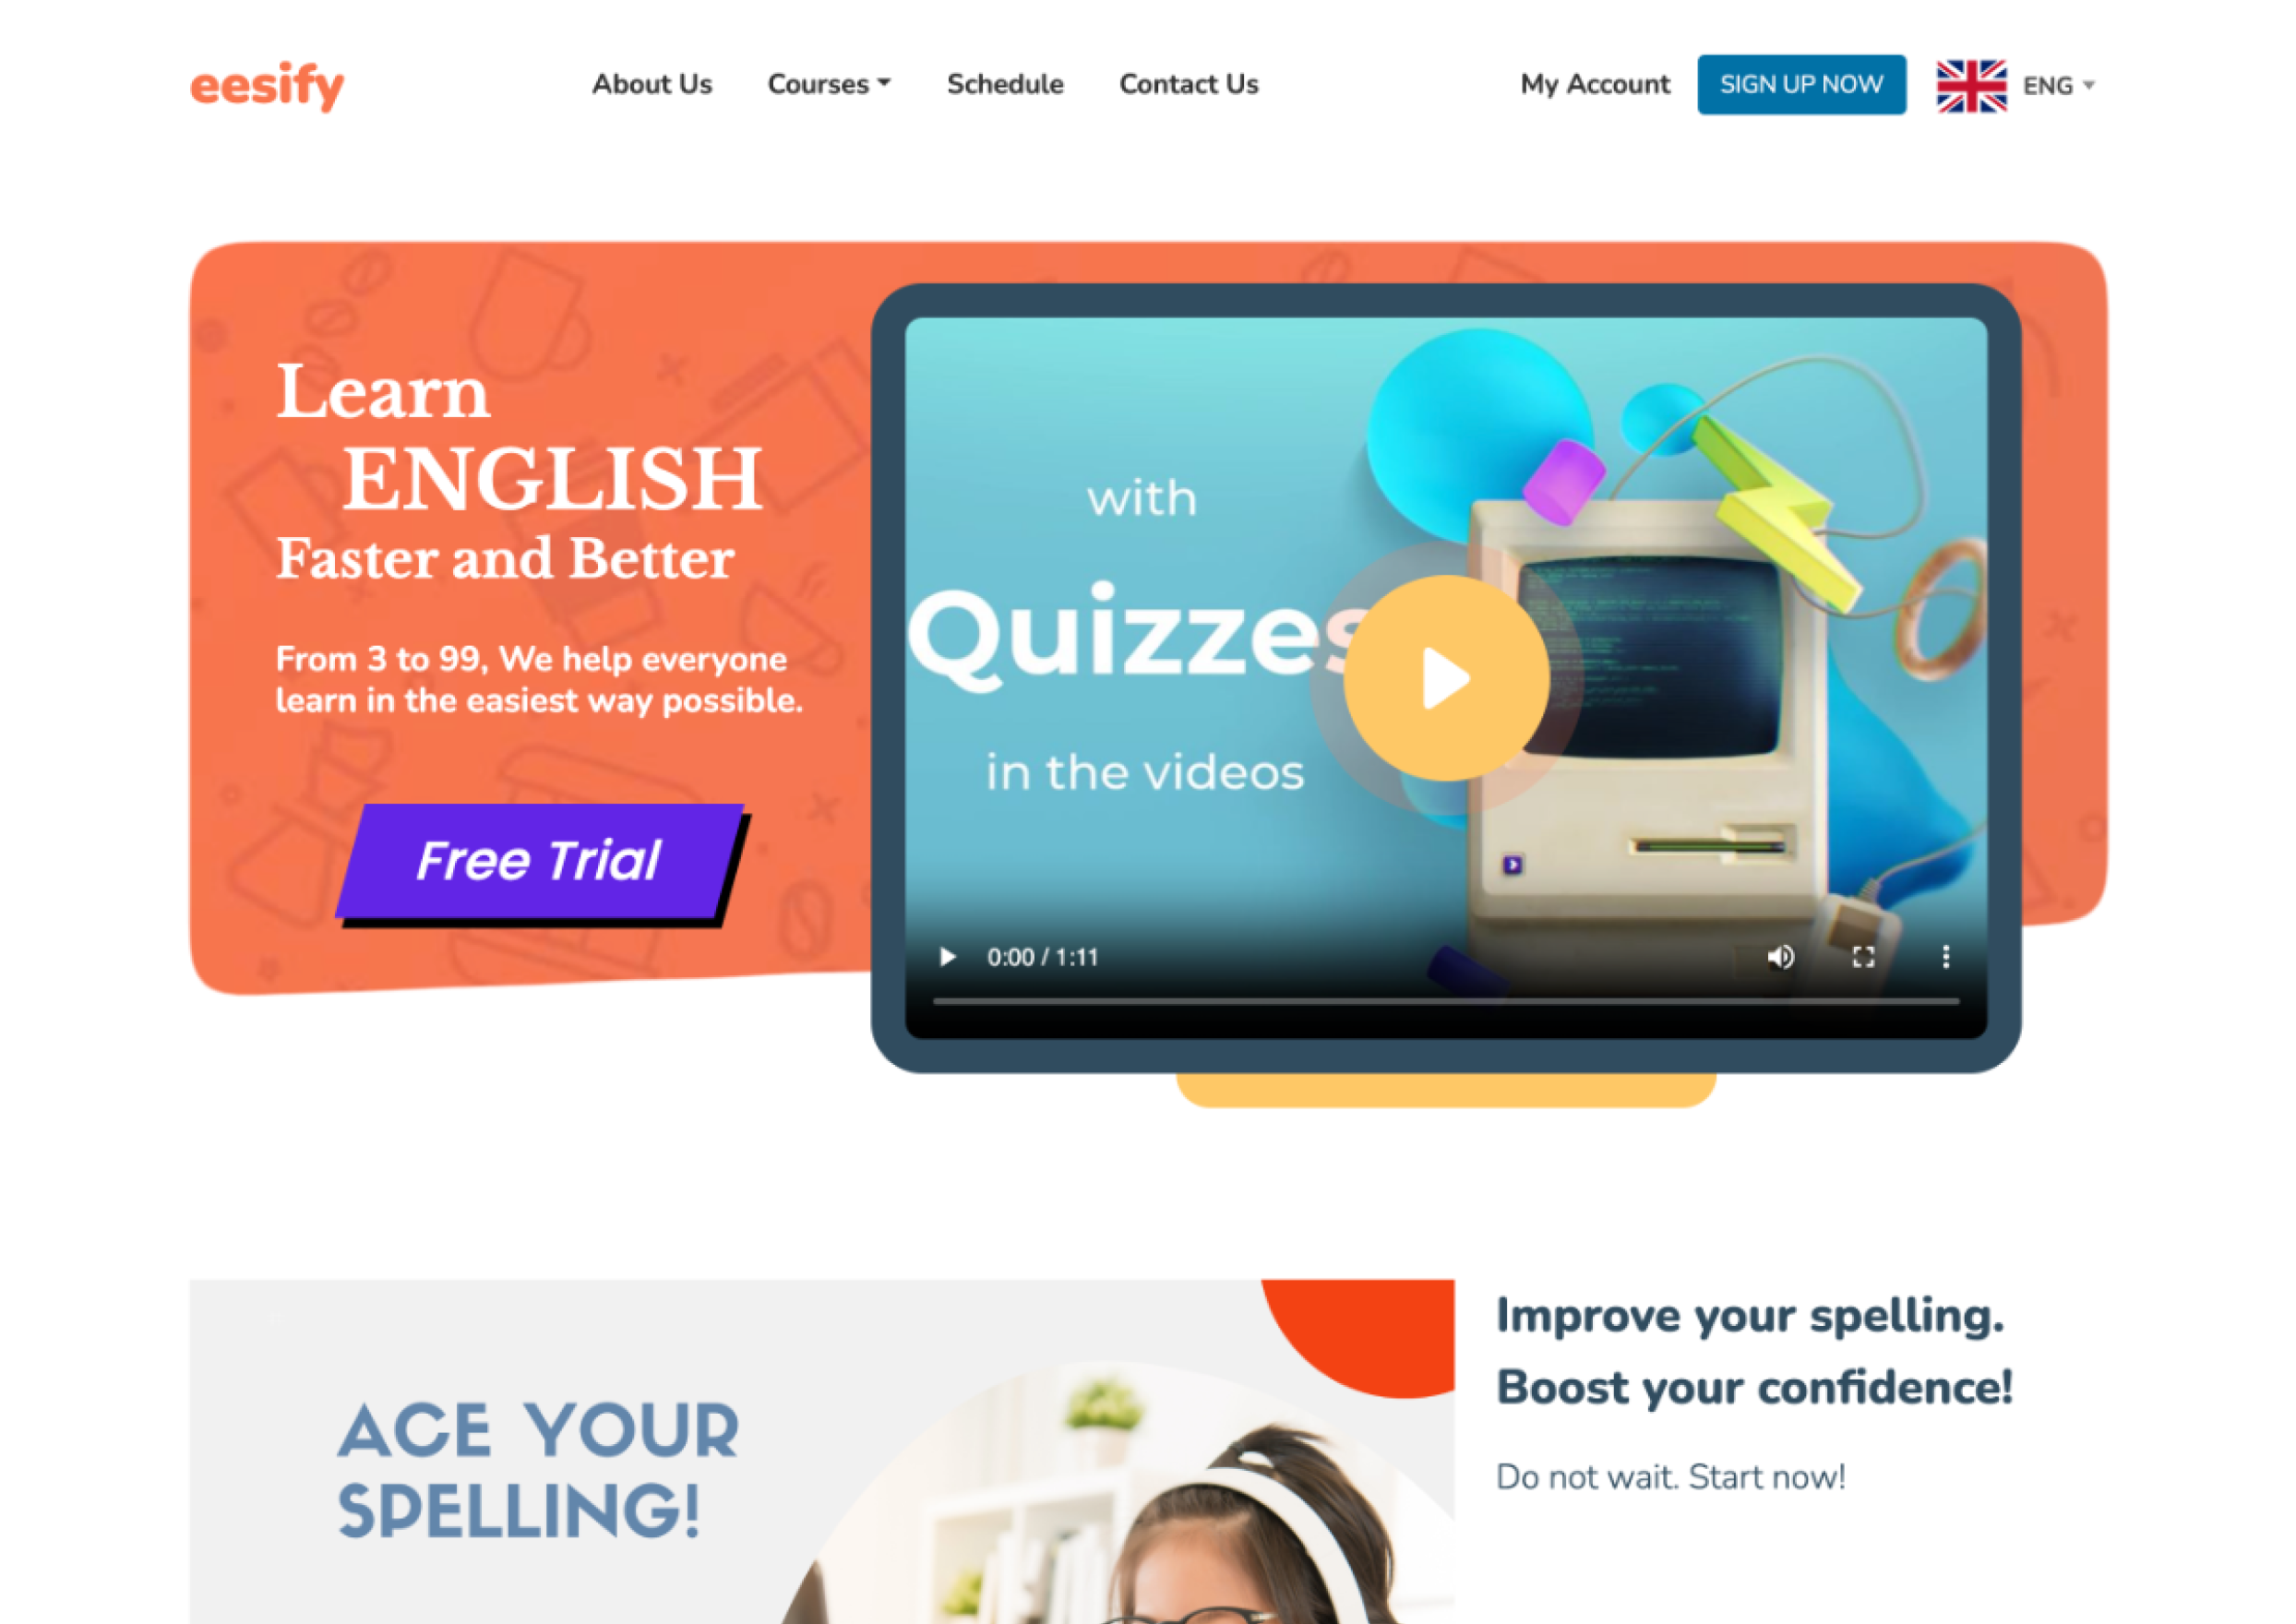 eesify
About Us
Courses
Schedule
Contact Us
My Account
SIGN UP NOW
ENG
Learn
ENGLISH
Faster and Better
From 3 to 99, We help everyone
learn in the easiest way possible.
Free Trial
with
Quizzes
in the videos
0:00 / 1:11
ACE YOUR
SPELLING!
Improve your spelling.
Boost your confidence!
Do not wait. Start now!